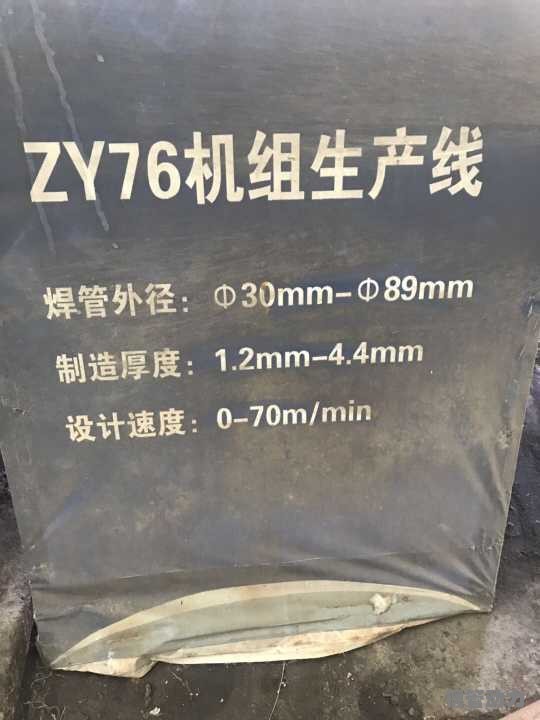 ZY76机组生产线
焊管外径：Φ30mm-Φ89mm
制造厚度：1.2mm-4.4mm
设计速度：0-70m/min